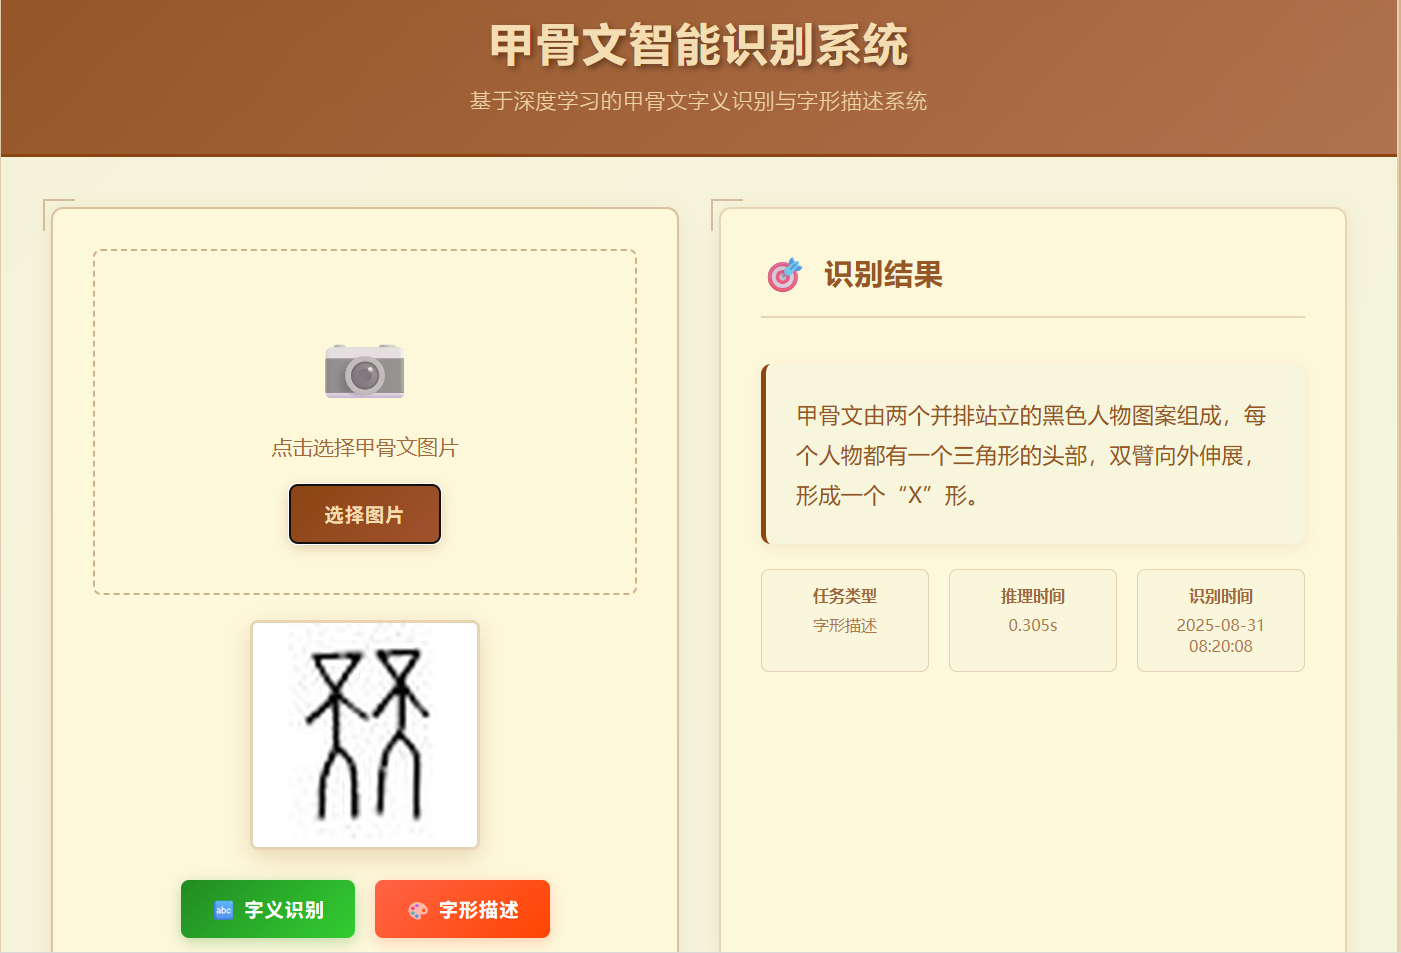 甲骨文智能识别系统
基于深度学习的甲骨文字义识别与字形描述系统
点击选择甲骨文图片
选择图片
abc 字义识别
字形描述
识别结果
甲骨文由两个并排站立的黑色人物图案组成，每
个人物都有一个三角形的头部，双臂向外伸展，
形成一个“X”形。
任务类型
字形描述
推理时间
0.305s
识别时间
2025-08-31
08:20:08